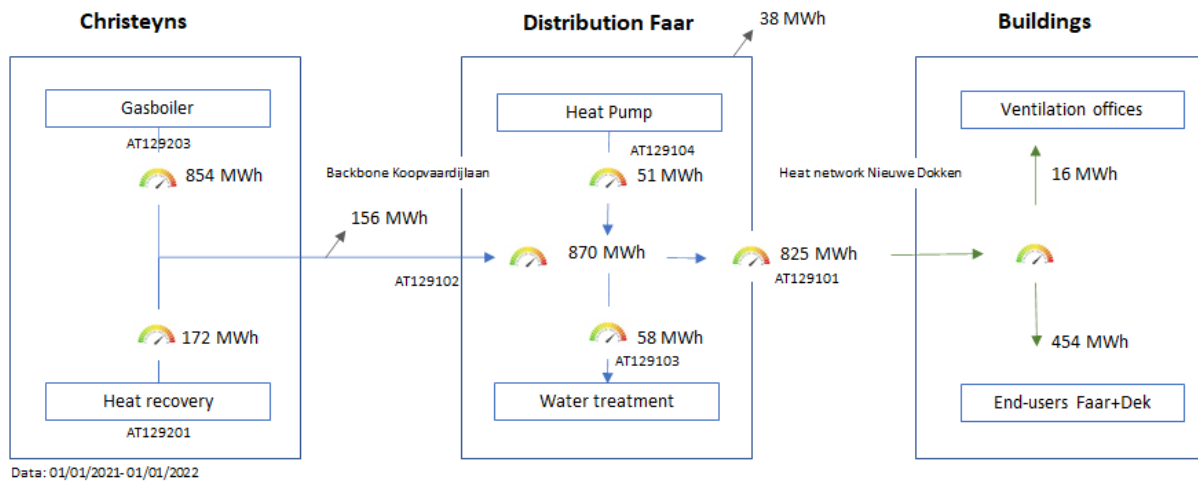 Christeyns
Distribution Faar
38 MWh
Buildings
Gasboiler
AT129203
854 MWh
Backbone Koopvaardijlaan
156 MWh
AT129102
172 MWh
Heat recovery
AT129201
Heat Pump
AT129104
51 MWh
870 MWh
58 MWh
AT129103
Water treatment
Heat network Nieuwe Dokken
825 MWh
AT129101
Ventilation offices
16 MWh
454 MWh
End-users Faar+Dek
Data: 01/01/2021- 01/01/2022